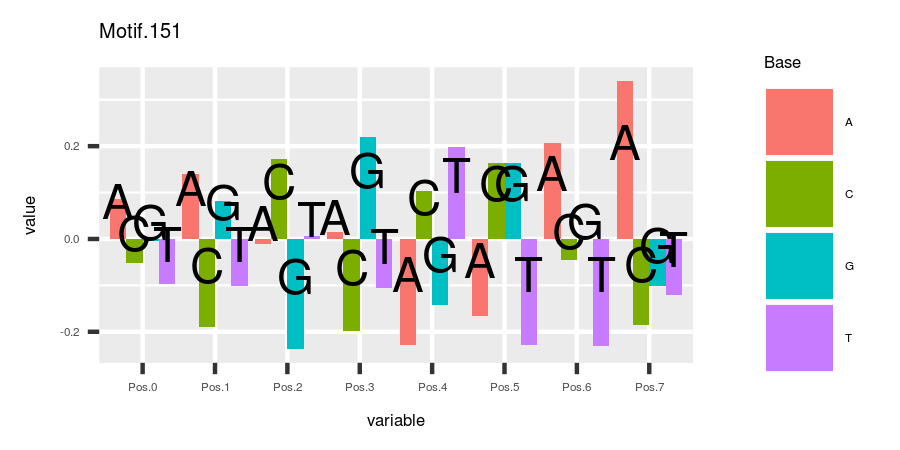 Motif.151
Base
A
C
G
T
value
0.2
0.0
-0.2
A C G T A C G T A C G T A C G T A C G T A C G T A C G T A C G T
Pos.0 Pos.1 Pos.2 Pos.3 Pos.4 Pos.5 Pos.6 Pos.7
variable